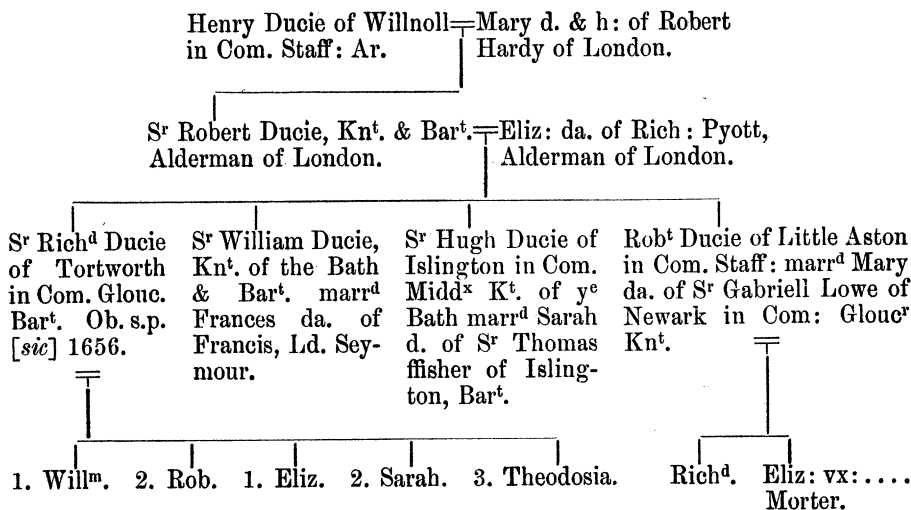 Henry Ducie of Willnoll
in Com. Staff: Ar.
Mary d. & h: of Robert
Hardy of London.
Sʳ Robert Ducie, Knᵗ. & Barᵗ.
Alderman of London.
Eliz: da. of Rich: Pyott,
Alderman of London.
Sʳ Richᵈ Ducie
of Tortworth
in Com. Glouc.
Barᵗ. Ob. s.p.
[sic] 1656.
Sʳ William Ducie,
Knᵗ. of the Bath
& Barᵗ. marrᵈ
Frances da. of
Francis, Ld. Sey-
mour.
Sʳ Hugh Ducie of
Islington in Com.
Middˣ Kᵗ. of yᵉ
Bath marrᵈ Sarah
d. of Sʳ Thomas
ffisher of Isling-
ton, Barᵗ.
Robᵗ Ducie of Little Aston
in Com. Staff: marrᵈ Mary
da. of Sʳ Gabriell Lowe of
Newark in Com: Gloucʳ
Knᵗ.
1. Willᵐ. 2. Rob. 1. Eliz. 2. Sarah. 3. Theodosia.
Richᵈ.
Eliz: vx: ....
Morter.